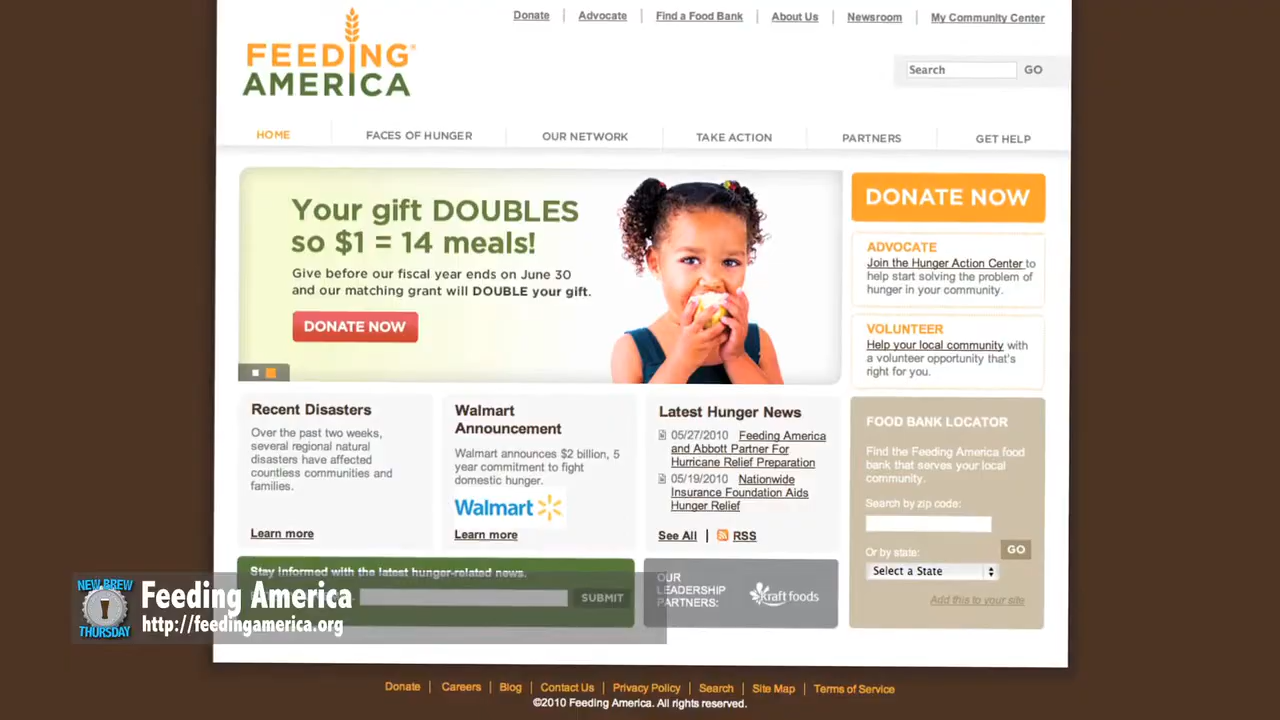 Donate | Advocate | Find a Food Bank | About Us | Newsroom | My Community Center
FEEDING
AMERICA
Search GO
HOME FACES OF HUNGER OUR NETWORK TAKE ACTION PARTNERS GET HELP
Your gift DOUBLES
so $1 = 14 meals!
Give before our fiscal year ends on June 30
and our matching grant will DOUBLE your gift.
DONATE NOW
DONATE NOW
ADVOCATE
Join the Hunger Action Center to
help start solving the problem of
hunger in your community.
VOLUNTEER
Help your local community with
a volunteer opportunity that's
right for you.
Recent Disasters
Over the past two weeks,
several regional natural
disasters have affected
countless communities and
families.
Learn more
Walmart
Announcement
Walmart announces $2 billion, 5
year commitment to fight
domestic hunger.
Walmart
Learn more
Latest Hunger News
05/27/2010 Feeding America
and Abbott Partner For
Hurricane Relief Preparation
05/19/2010 Nationwide
Insurance Foundation Aids
Hunger Relief
See All | RSS
FOOD BANK LOCATOR
Find the Feeding America food
bank that serves your local
community.
Search by zip code:
Or by state: GO
Select a State
Add this to your site
Stay informed with the latest hunger-related news.
SUBMIT
OUR
LEADERSHIP
PARTNERS:
kraft foods
NEW BREW
THURSDAY
Feeding America
http://feedingamerica.org
Donate | Careers | Blog | Contact Us | Privacy Policy | Search | Site Map | Terms of Service
©2010 Feeding America. All rights reserved.